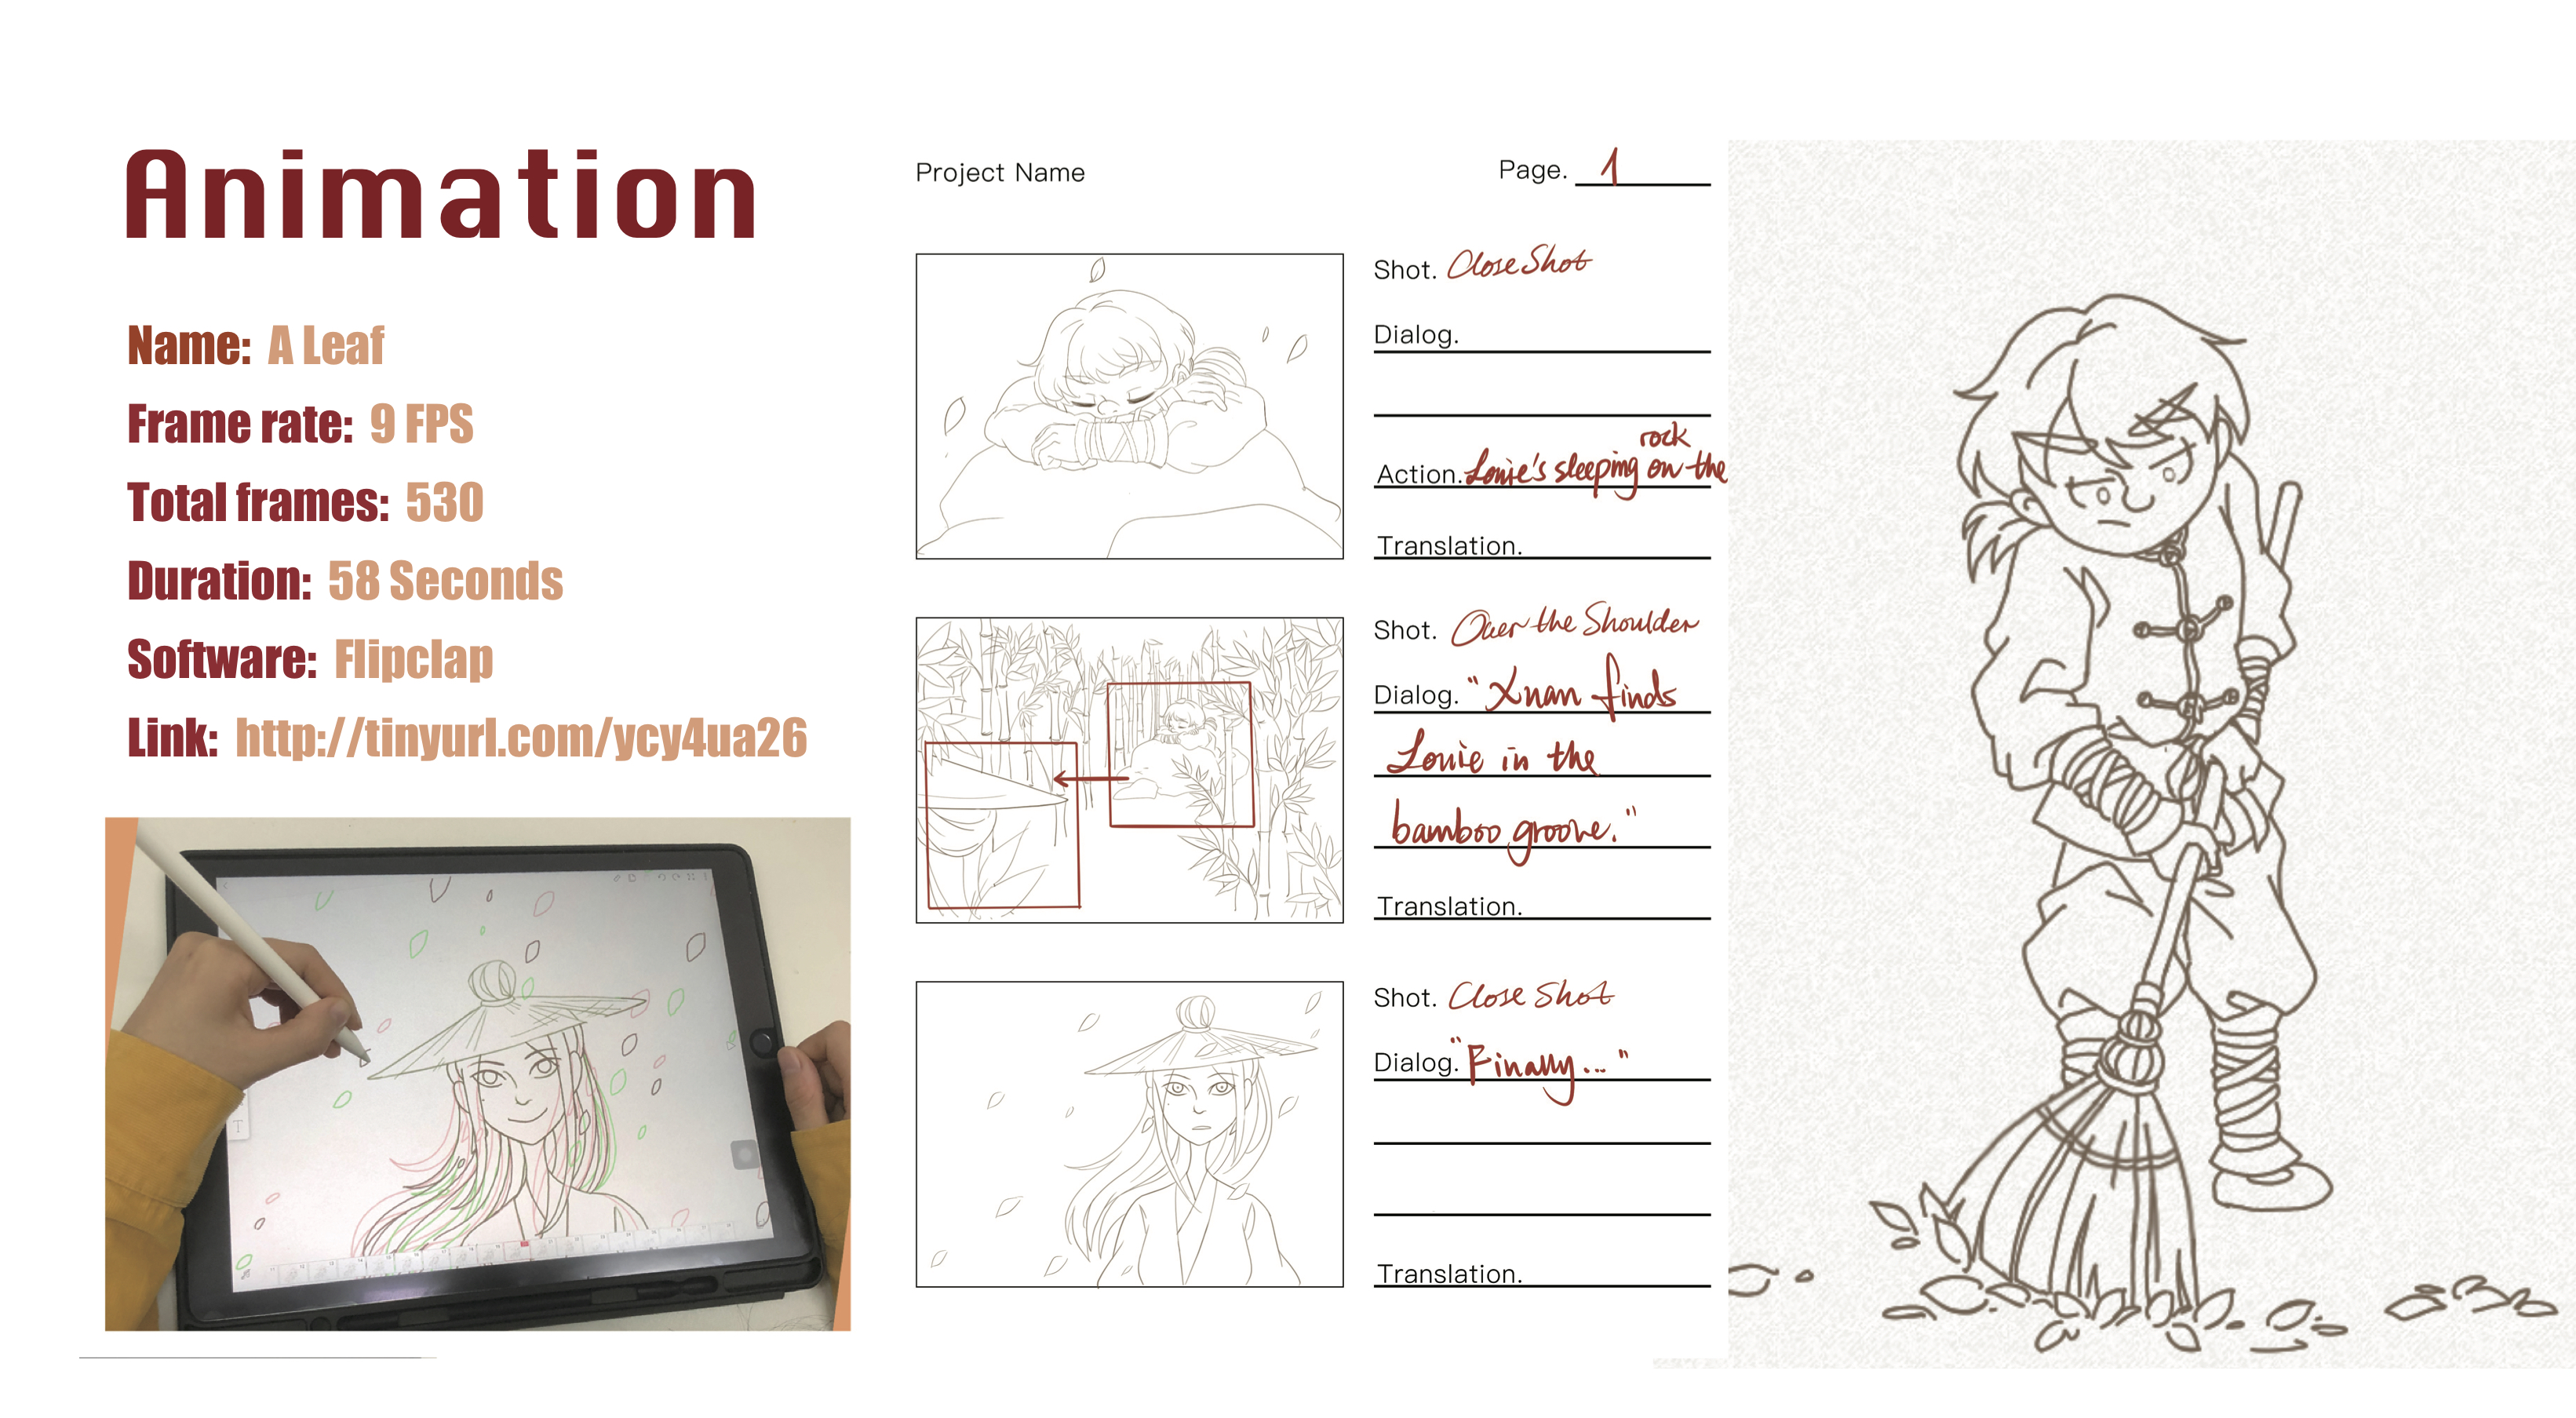 Animation
Name: A Leaf
Frame rate: 9 FPS
Total frames: 530
Duration: 58 Seconds
Software: Flipclap
Link: http://tinyurl.com/ycy4ua26
Project Name
Page. 1
Shot. Close Shot
Dialog.
rock
Action. Louie's sleeping on the
Translation.
Shot. Over the Shoulder
Dialog. "Xuan finds
Louie in the
bamboo groove."
Translation.
Shot. Close Shot
Dialog. "Finally..."
Translation.